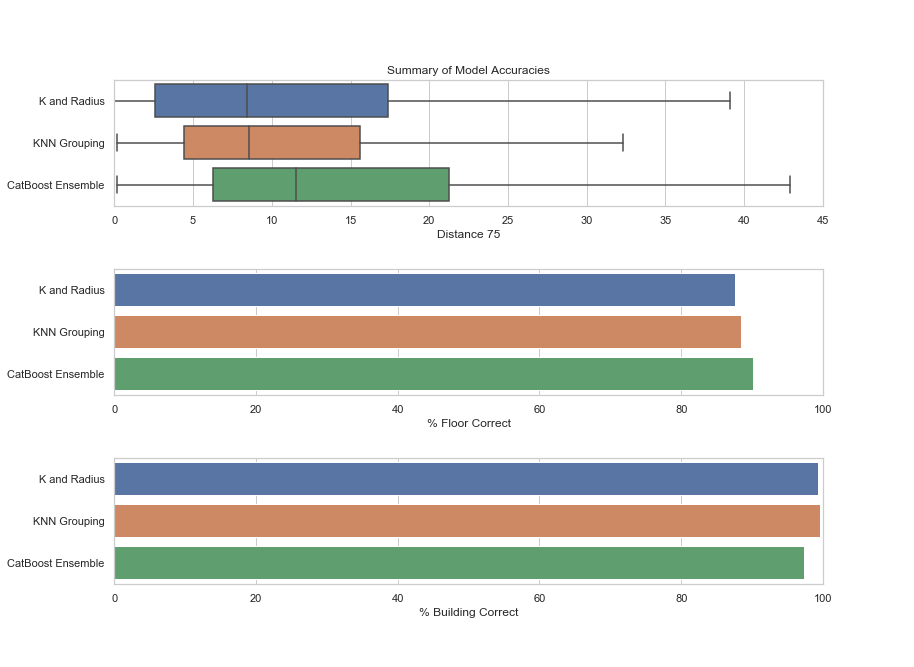 Summary of Model Accuracies
K and Radius
KNN Grouping
CatBoost Ensemble
0 5 10 15 20 25 30 35 40 45
Distance 75
K and Radius
KNN Grouping
CatBoost Ensemble
0 20 40 60 80 100
% Floor Correct
K and Radius
KNN Grouping
CatBoost Ensemble
0 20 40 60 80 100
% Building Correct